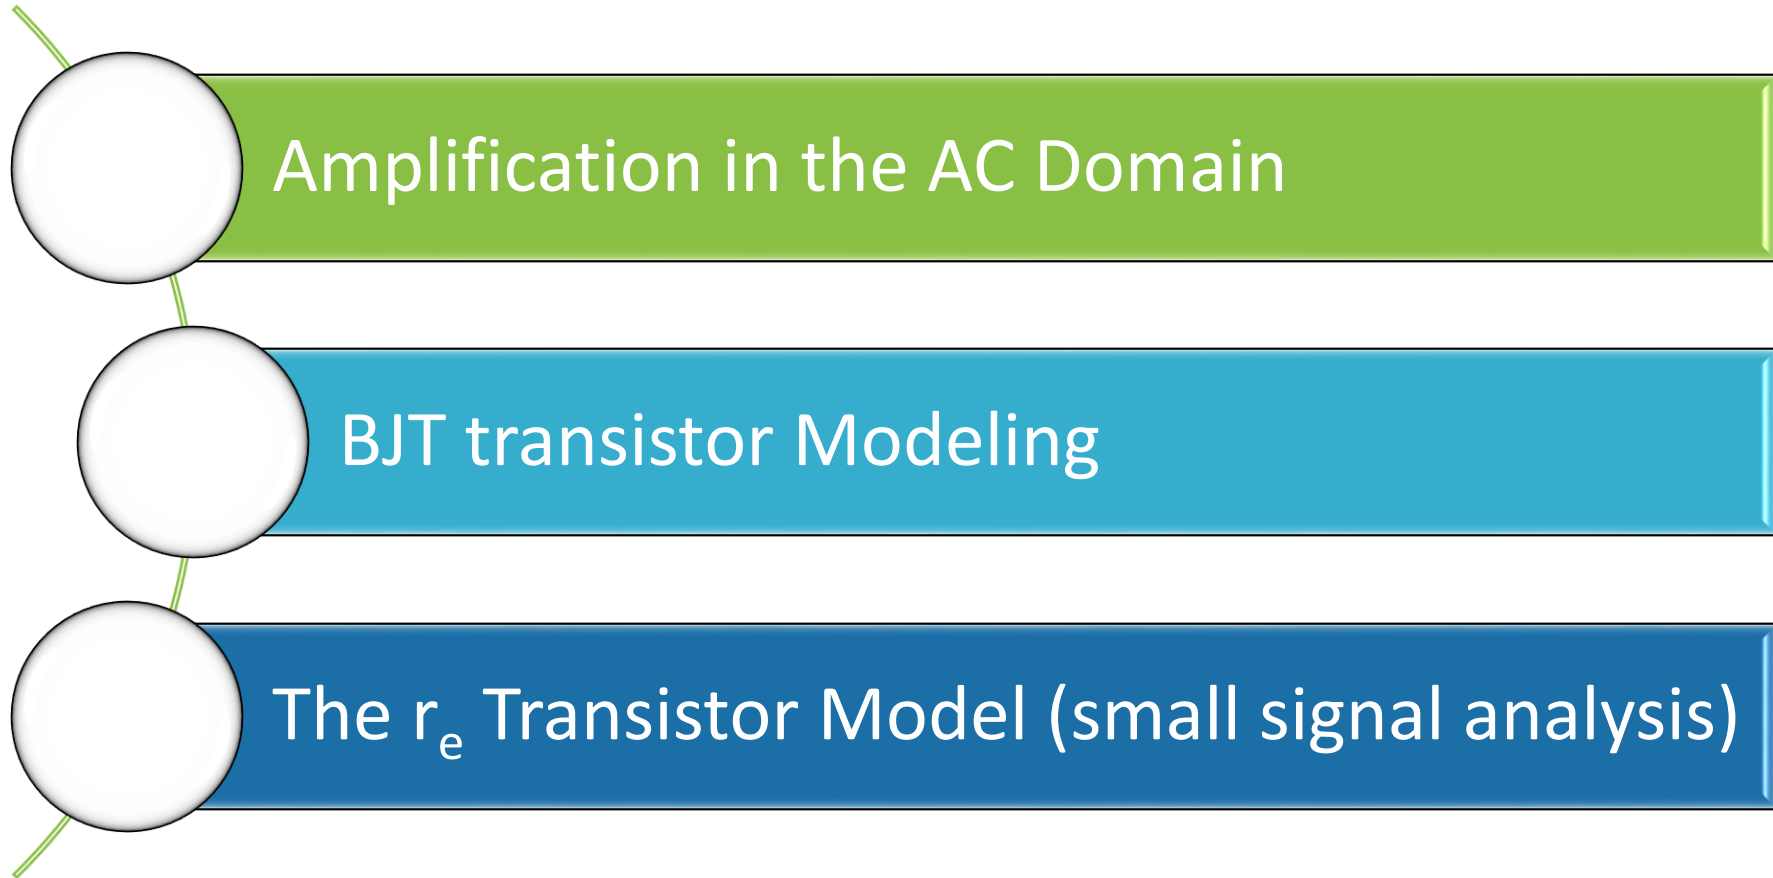 Amplification in the AC Domain
BJT transistor Modeling
The re Transistor Model (small signal analysis)